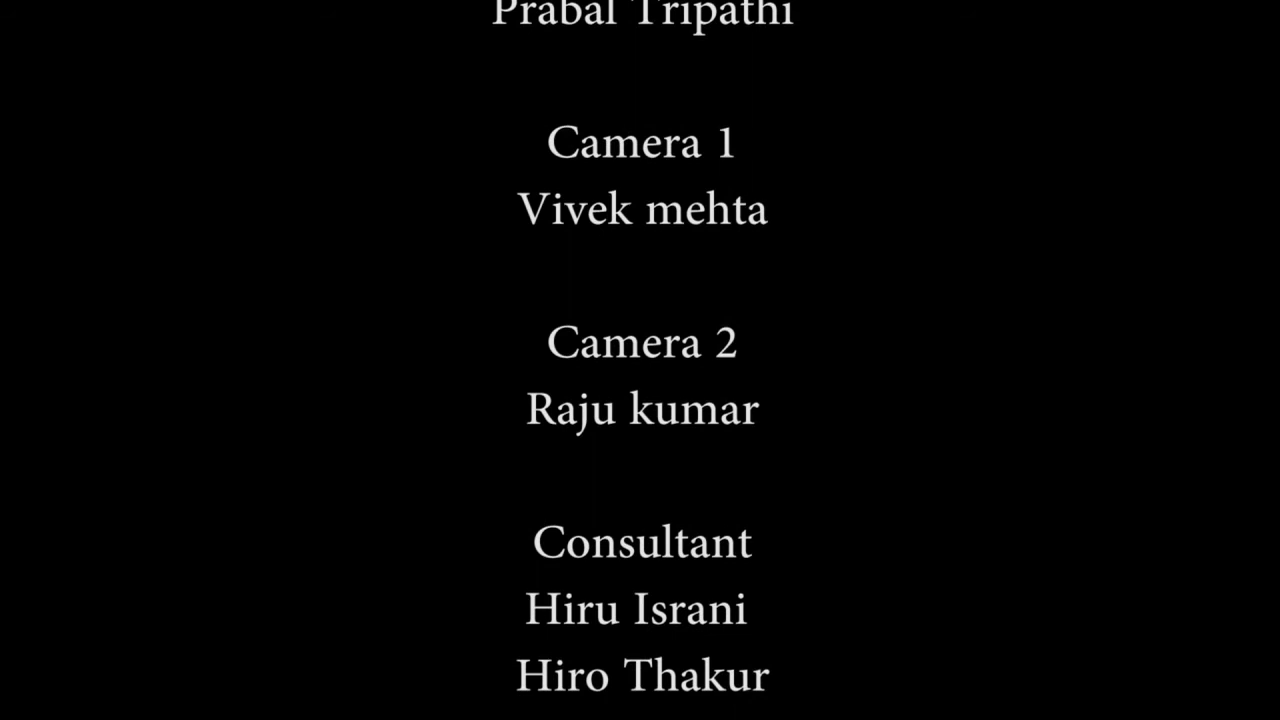 Prabal Tripathi
Camera 1
Vivek mehta
Camera 2
Raju kumar
Consultant
Hiru Israni
Hiro Thakur